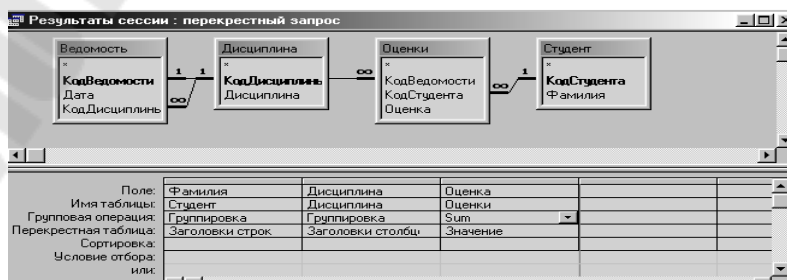 Результаты сессии : перекрестный запрос
Ведомость
*
КодВедомости
Дата
КодДисциплинь
Дисциплина
*
КодДисциплинь
Дисциплина
Оценки
*
КодВедомости
КодСтудента
Оценка
Студент
*
КодСтудента
Фамилия
1 1 ∞ ∞ ∞ 1
Поле: Фамилия Дисциплина Оценка
Имя таблицы: Студент Дисциплина Оценки
Групповая операция: Группировка Группировка Sum
Перекрестная таблица: Заголовки строк Заголовки столбц Значение
Сортировка:
Условие отбора:
или: